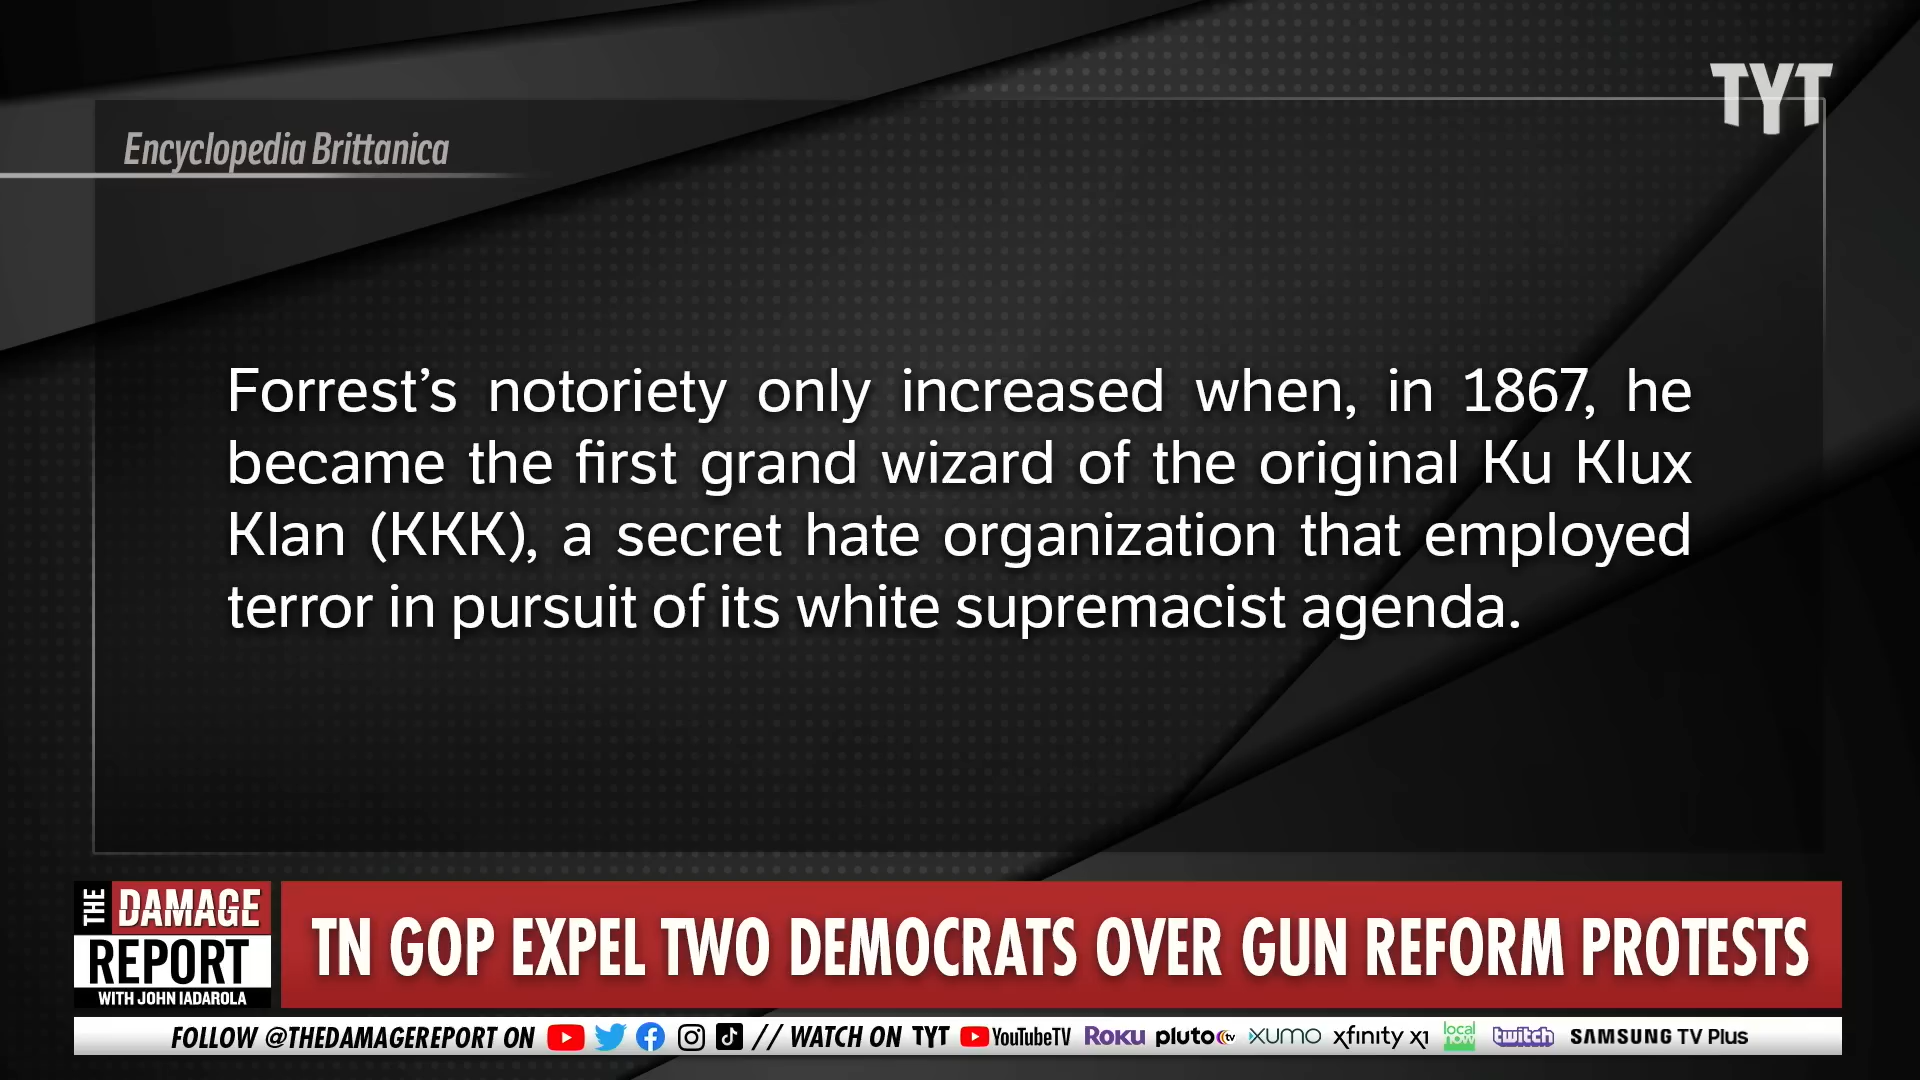 TYT
Encyclopedia Brittanica
Forrest’s notoriety only increased when, in 1867, he
became the first grand wizard of the original Ku Klux
Klan (KKK), a secret hate organization that employed
terror in pursuit of its white supremacist agenda.
THE DAMAGE
REPORT
WITH JOHN IADAROLA
TN GOP EXPEL TWO DEMOCRATS OVER GUN REFORM PROTESTS
FOLLOW @THEDAMAGEREPORT ON // WATCH ON TYT YouTubeTV ROKU pluto tv XUMO xfinity x1 local now twitch SAMSUNG TV Plus